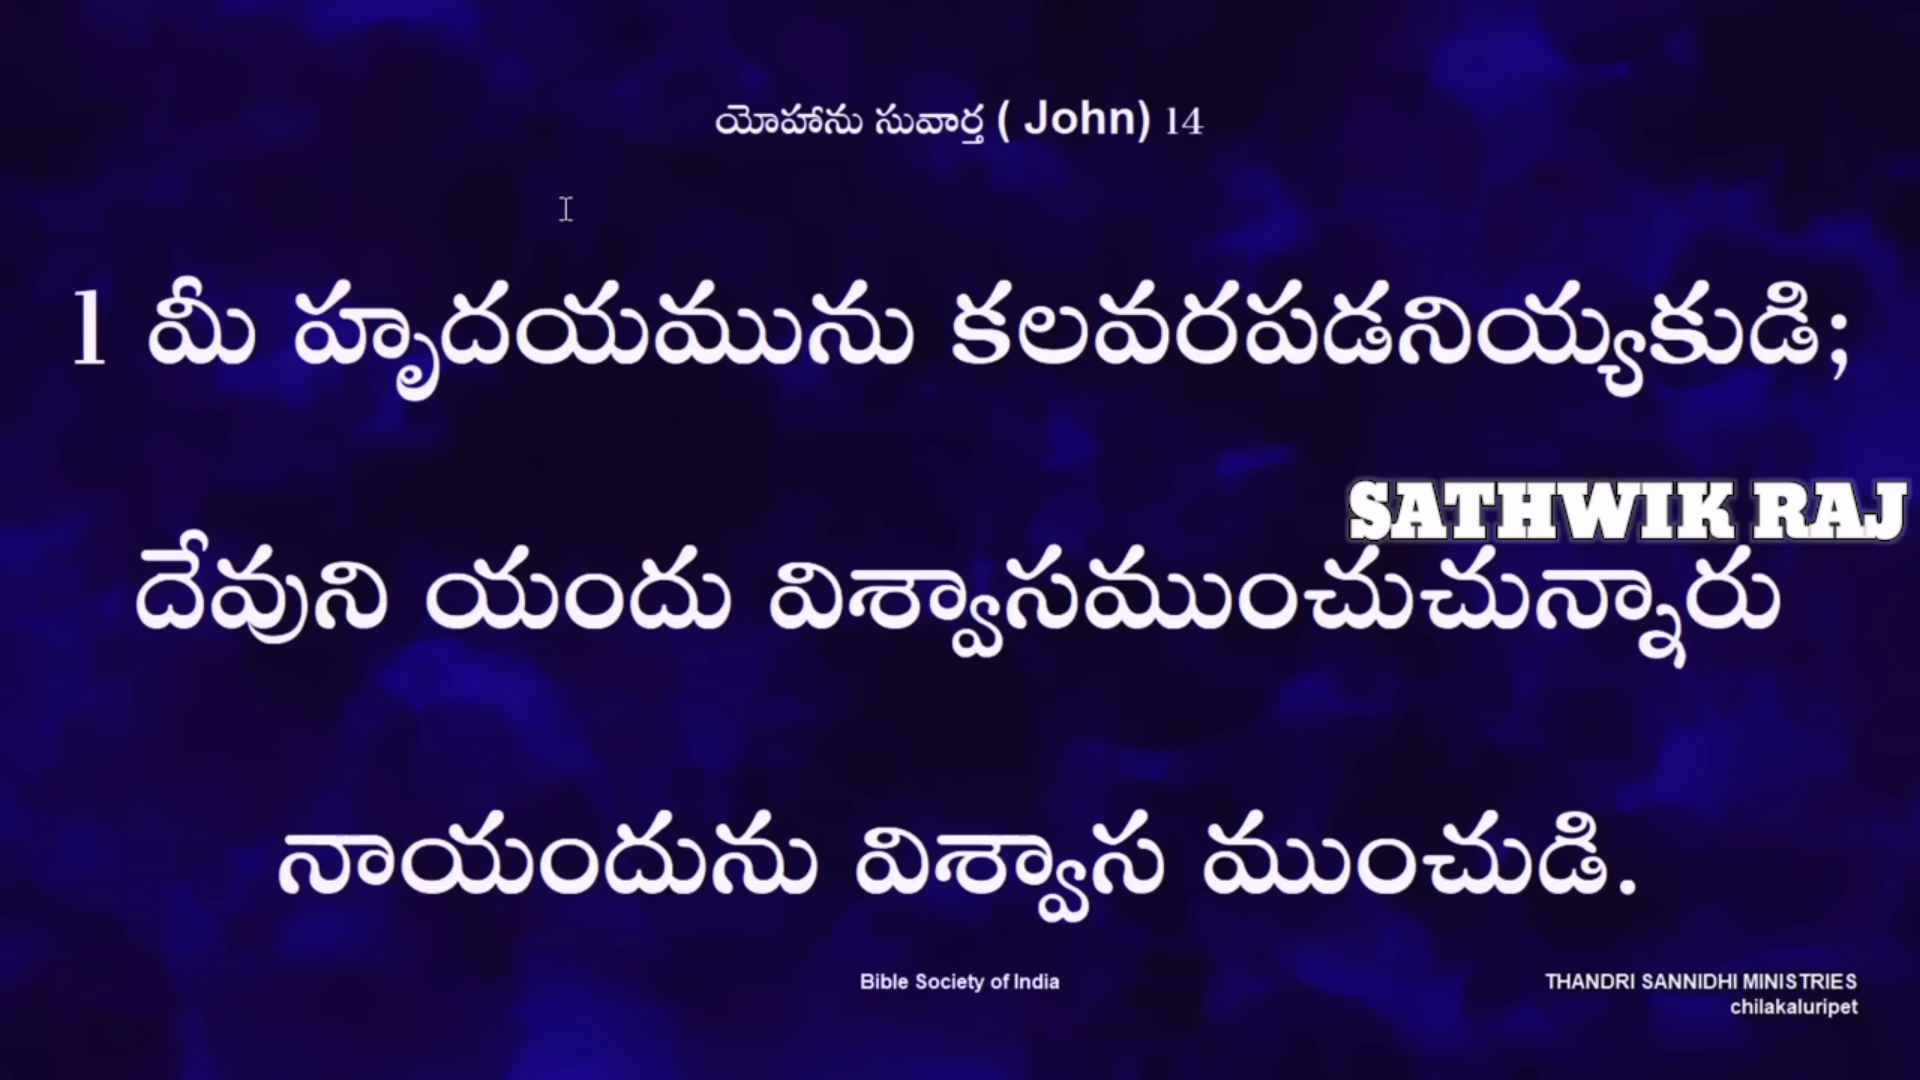 యోహాను సువార్త ( John) 14
1 మీ హృదయమును కలవరపడనియ్యకుడి;
SATHWIK RAJ
దేవుని యందు విశ్వాసముంచుచున్నారు
నాయందును విశ్వాస ముంచుడి.
Bible Society of India
THANDRI SANNIDHI MINISTRIES
chilakaluripet